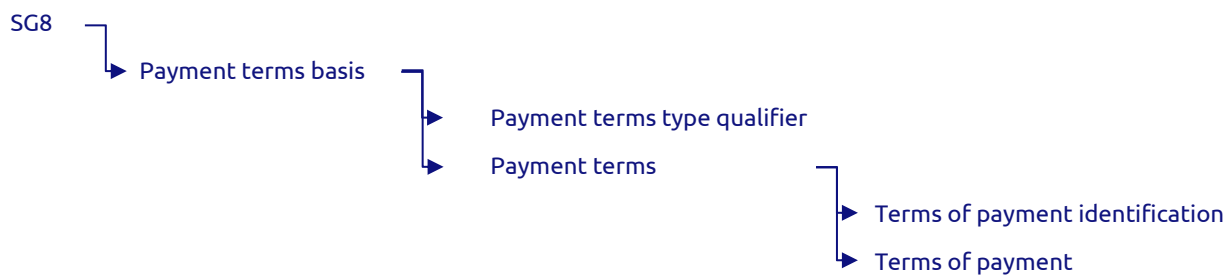 SG8
Payment terms basis
Payment terms type qualifier
Payment terms
Terms of payment identification
Terms of payment